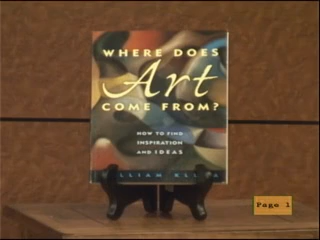 WHERE DOES
Art
COME FROM?
HOW TO FIND
INSPIRATION
AND IDEAS
Page 1